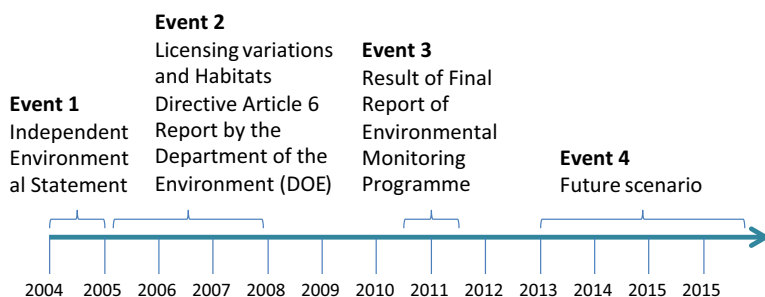 Event 1
Independent
Environment
al Statement
Event 2
Licensing variations
and Habitats
Directive Article 6
Report by the
Department of the
Environment (DOE)
Event 3
Result of Final
Report of
Environmental
Monitoring
Programme
Event 4
Future scenario
2004 2005 2006 2007 2008 2009 2010 2011 2012 2013 2014 2015 2015